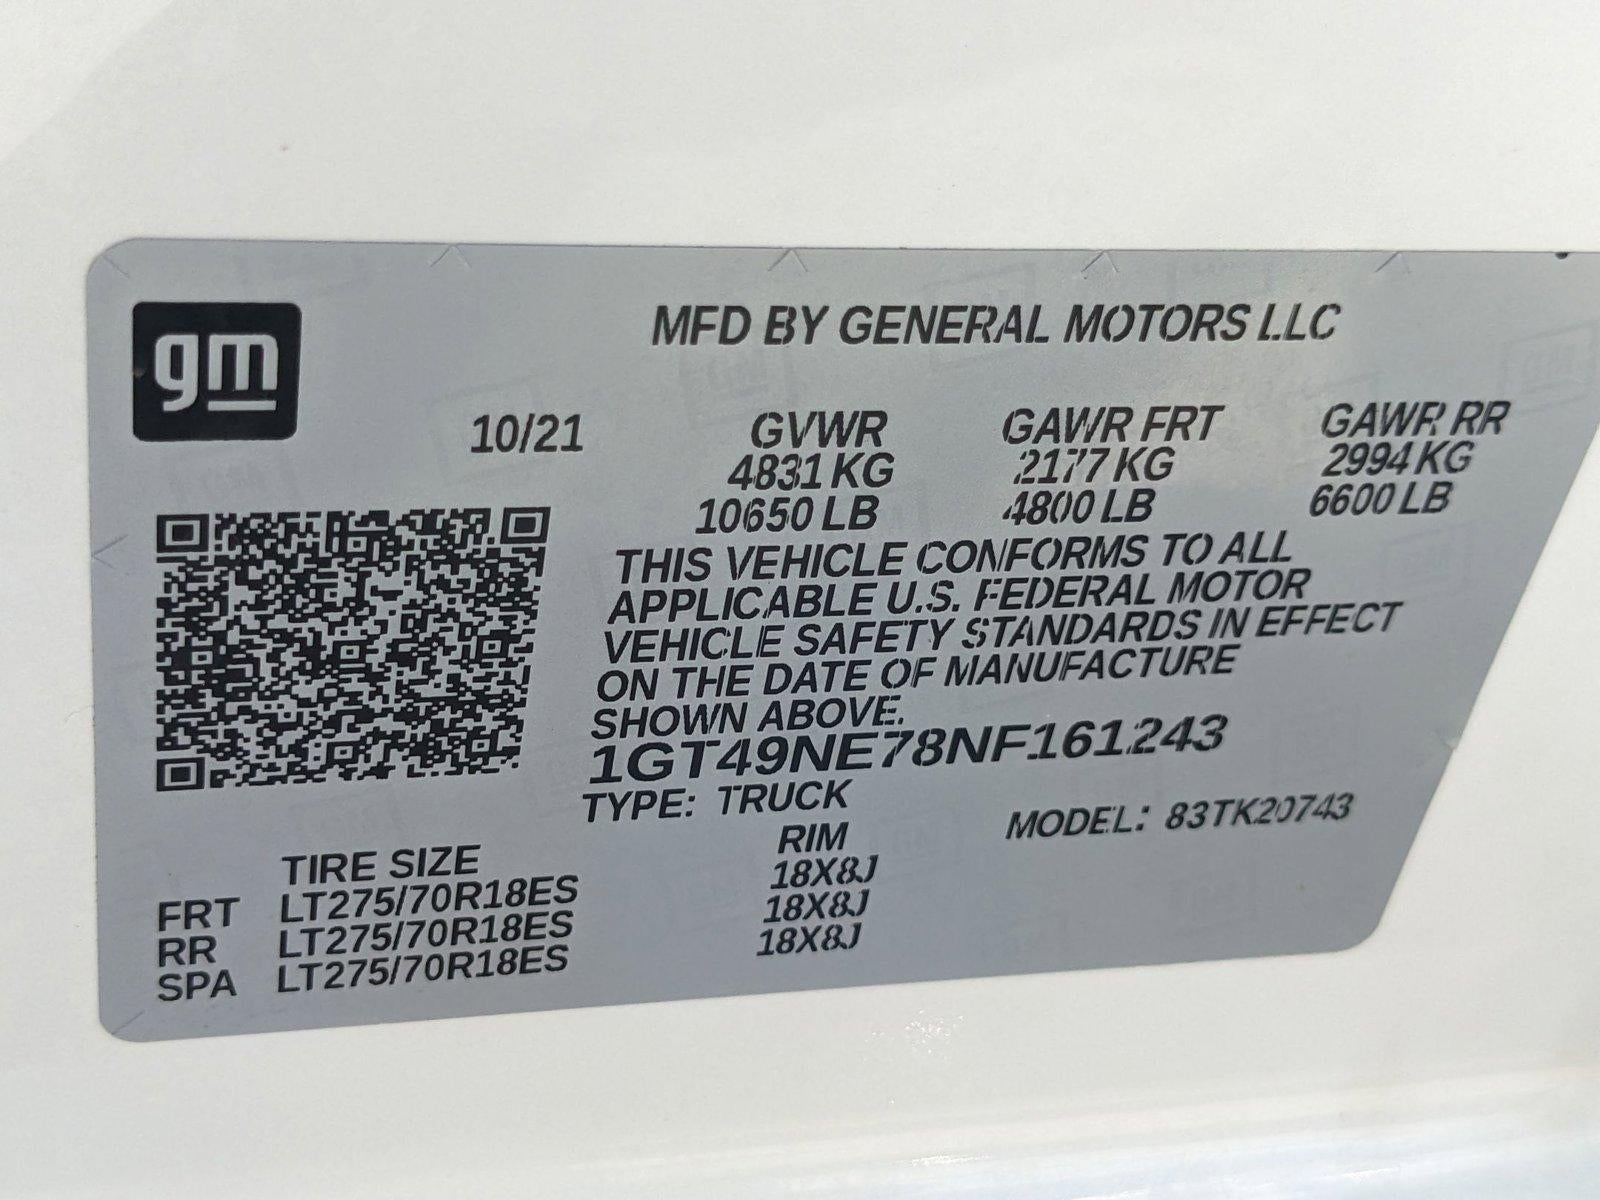 gm
MFD BY GENERAL MOTORS LLC
10/21 GVWR GAWR FRT GAWR RR
4831 KG 2177 KG 2994 KG
10650 LB 4800 LB 6600 LB
THIS VEHICLE CONFORMS TO ALL
APPLICABLE U.S. FEDERAL MOTOR
VEHICLE SAFETY STANDARDS IN EFFECT
ON THE DATE OF MANUFACTURE
SHOWN ABOVE.
1GT49NE78NF161243
TYPE: TRUCK MODEL: 83TK20743
TIRE SIZE RIM
FRT LT275/70R18ES 18X8J
RR LT275/70R18ES 18X8J
SPA LT275/70R18ES 18X8J